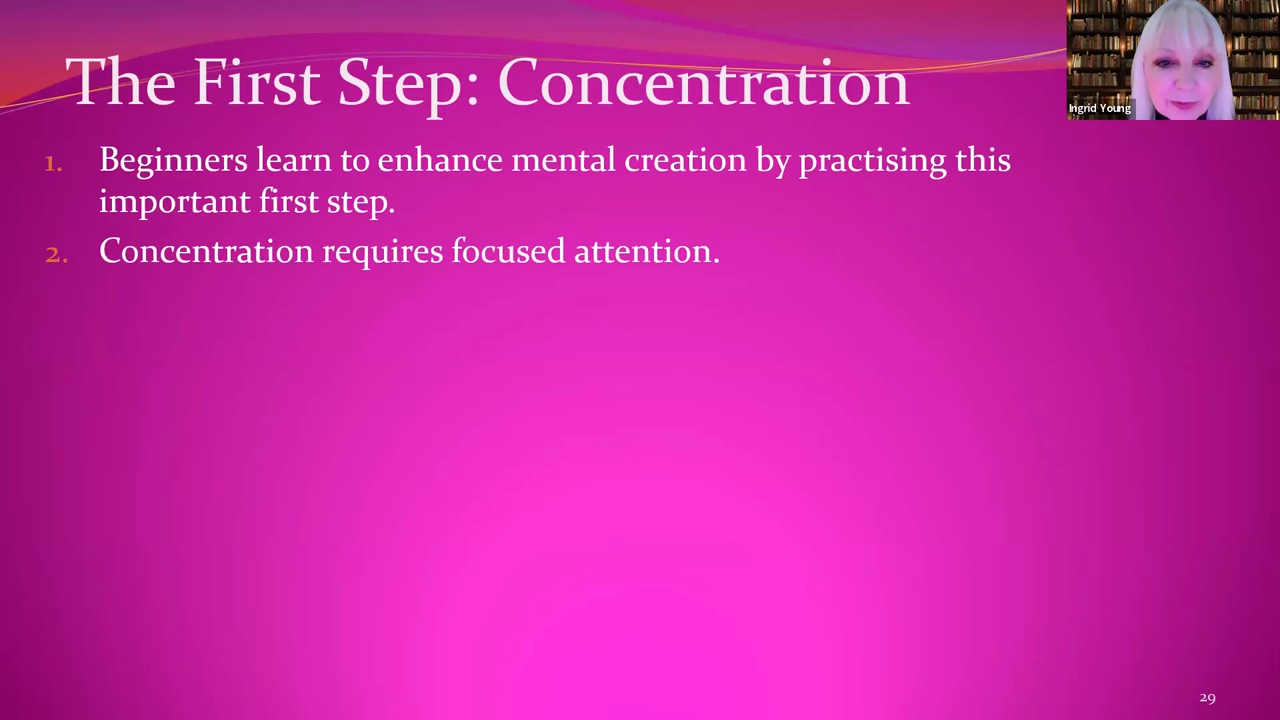 The First Step: Concentration
Ingrid Young
1. Beginners learn to enhance mental creation by practising this
important first step.
2. Concentration requires focused attention.
29